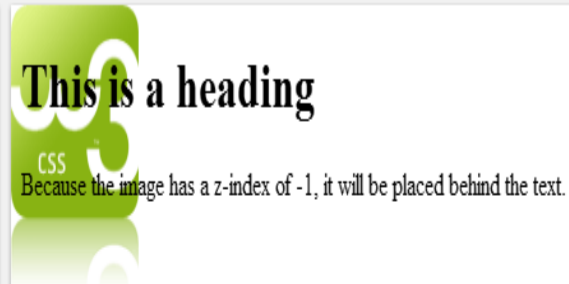 This is a heading
CSS
Because the image has a z-index of -1, it will be placed behind the text.